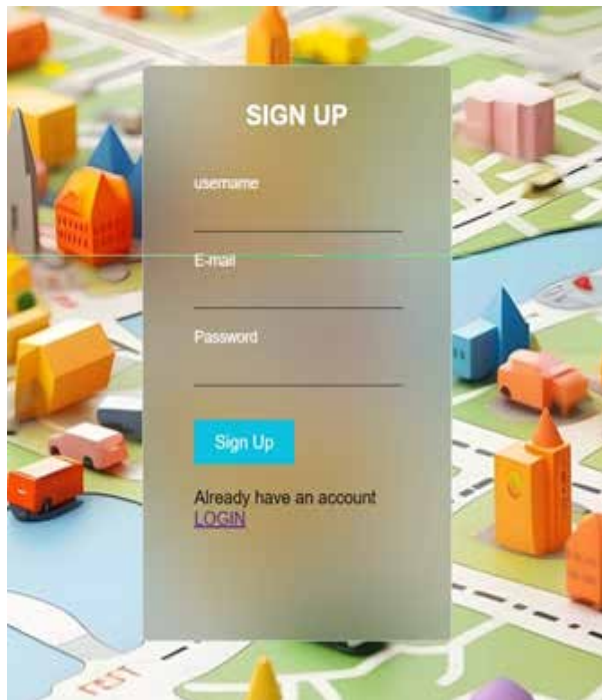 SIGN UP
username
E-mail
Password
Sign Up
Already have an account
LOGIN